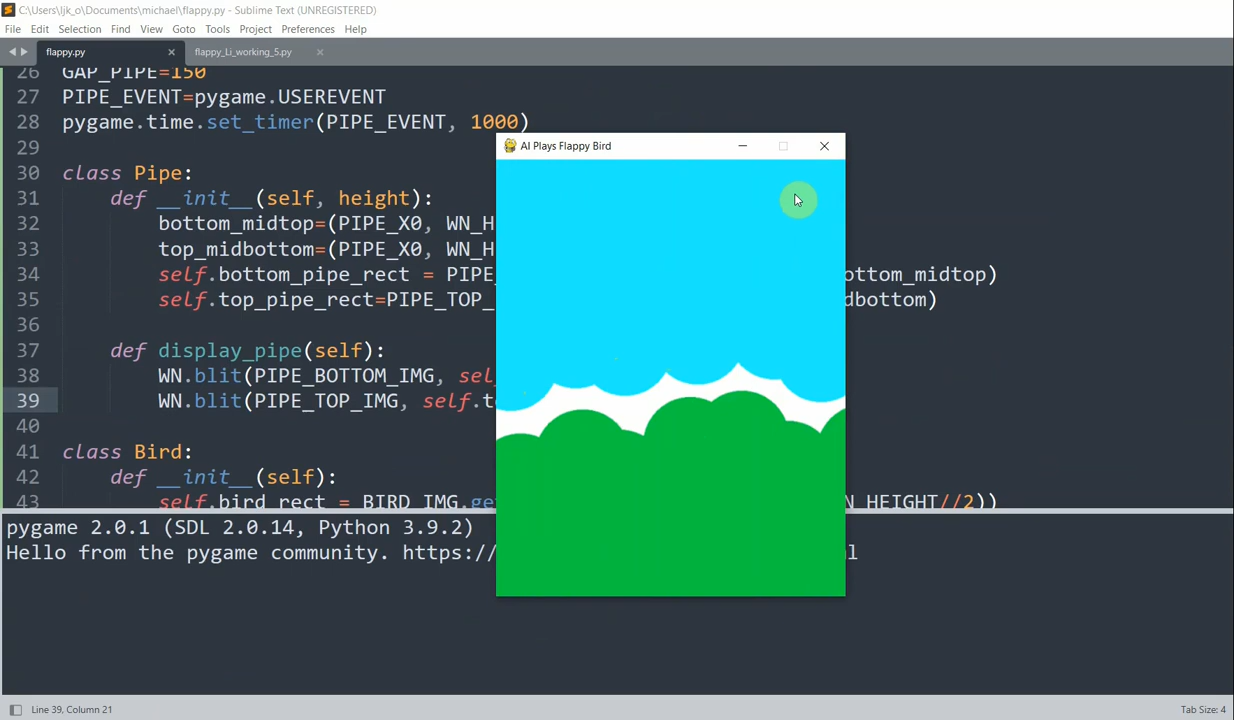 C:\Users\ljk_o\Documents\michael\flappy.py - Sublime Text (UNREGISTERED)
File Edit Selection Find View Goto Tools Project Preferences Help
flappy.py flappy_Li_working_5.py
26 GAP_PIPE=150
27 PIPE_EVENT=pygame.USEREVENT
28 pygame.time.set_timer(PIPE_EVENT, 1000)
29
AI Plays Flappy Bird
30 class Pipe:
31 def __init__(self, height):
32 bottom_midtop=(PIPE_X0, WN_H
33 top_midbottom=(PIPE_X0, WN_H
34 self.bottom_pipe_rect = PIPE_ ottom_midtop)
35 self.top_pipe_rect=PIPE_TOP_ dbottom)
36
37 def display_pipe(self):
38 WN.blit(PIPE_BOTTOM_IMG, sel
39 WN.blit(PIPE_TOP_IMG, self.t
40
41 class Bird:
42 def __init__(self):
43 self.bird_rect = BIRD_IMG.ge N_HEIGHT//2))
pygame 2.0.1 (SDL 2.0.14, Python 3.9.2)
Hello from the pygame community. https:// l
Line 39, Column 21 Tab Size: 4